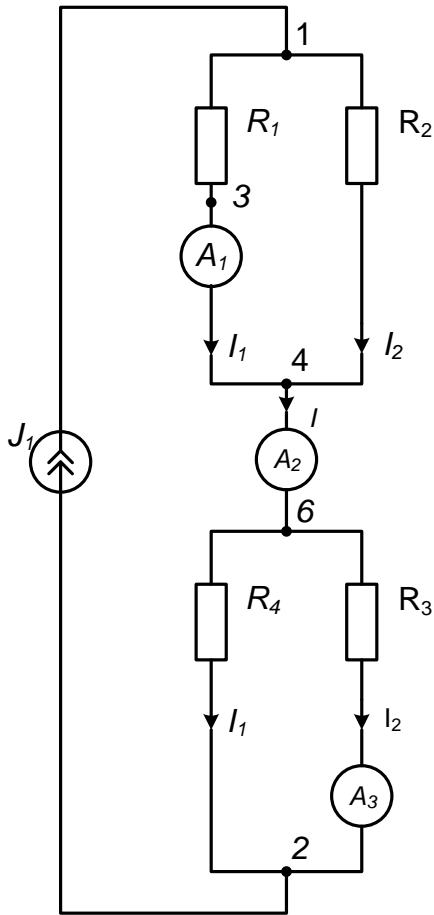 1
R₁
R₂
3
A₁
I₁
I₂
4
I
J₁
A₂
6
R₄
R₃
I₁
I₂
A₃
2